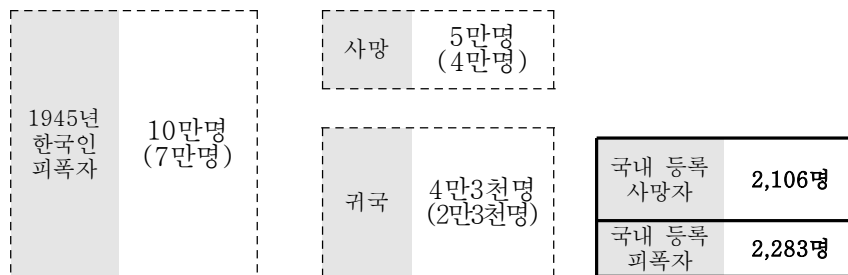 1945년
한국인
피폭자
10만명
(7만명)
사망
5만명
(4만명)
귀국
4만3천명
(2만3천명)
국내 등록
사망자
2,106명
국내 등록
피폭자
2,283명